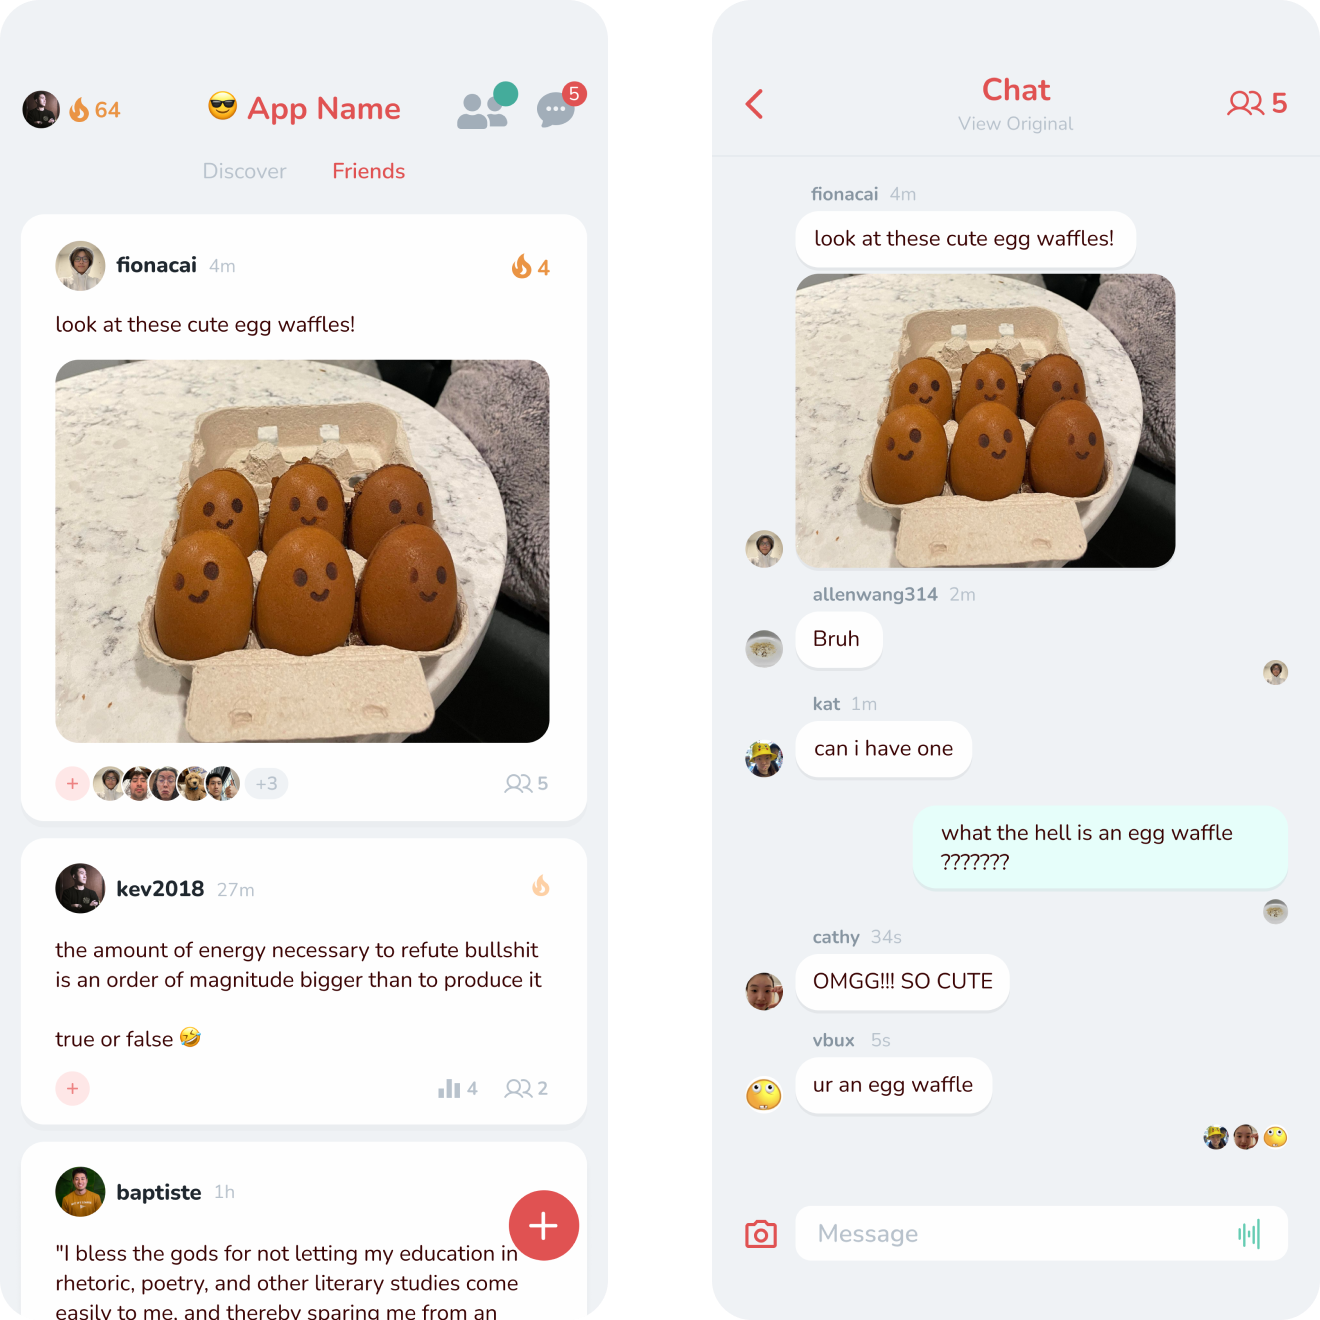 64
😎 App Name
5
Discover Friends
fionacai 4m
4
look at these cute egg waffles!
+ +3
5
kev2018 27m
the amount of energy necessary to refute bullshit
is an order of magnitude bigger than to produce it
true or false 🤣
+
4 2
baptiste 1h
+
"I bless the gods for not letting my education in
rhetoric, poetry, and other literary studies come
easily to me, and thereby sparing me from an
Chat
View Original
5
fionacai 4m
look at these cute egg waffles!
allenwang314 2m
Bruh
kat 1m
can i have one
what the hell is an egg waffle
???????
cathy 34s
OMGG!!! SO CUTE
vbux 5s
ur an egg waffle
Message